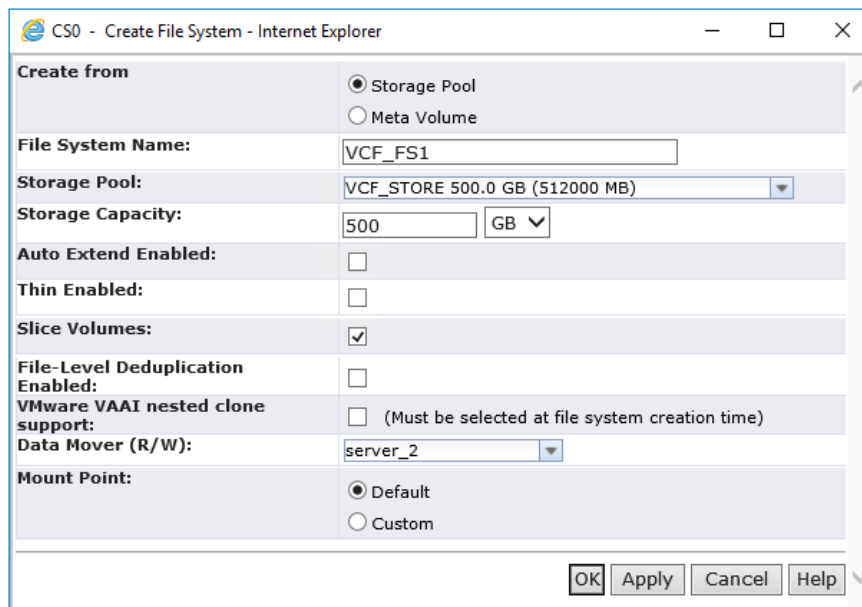 CS0 - Create File System - Internet Explorer
Create from
Storage Pool
Meta Volume
File System Name:
VCF_FS1
Storage Pool:
VCF_STORE 500.0 GB (512000 MB)
Storage Capacity:
500 GB
Auto Extend Enabled:
Thin Enabled:
Slice Volumes:
File-Level Deduplication
Enabled:
VMware VAAI nested clone
support:
(Must be selected at file system creation time)
Data Mover (R/W):
server_2
Mount Point:
Default
Custom
OK Apply Cancel Help